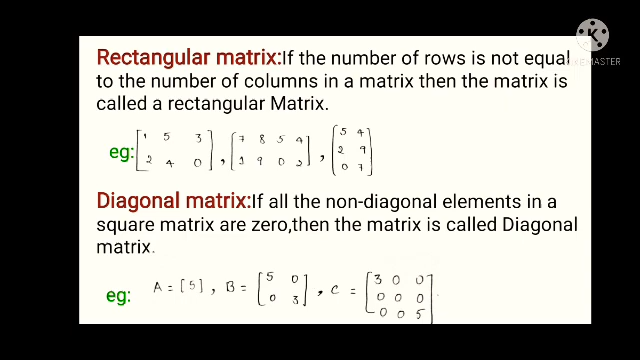 KINEMASTER
Rectangular matrix:If the number of rows is not equal
to the number of columns in a matrix then the matrix is
called a rectangular Matrix.
eg: [1 5 3 / 2 4 0] , [7 8 5 4 / 1 9 0 2] , [5 4 / 2 9 / 0 7]
Diagonal matrix:If all the non-diagonal elements in a
square matrix are zero,then the matrix is called Diagonal
matrix.
eg: A = [5] , B = [5 0 / 0 3] , C = [3 0 0 / 0 0 0 / 0 0 5]